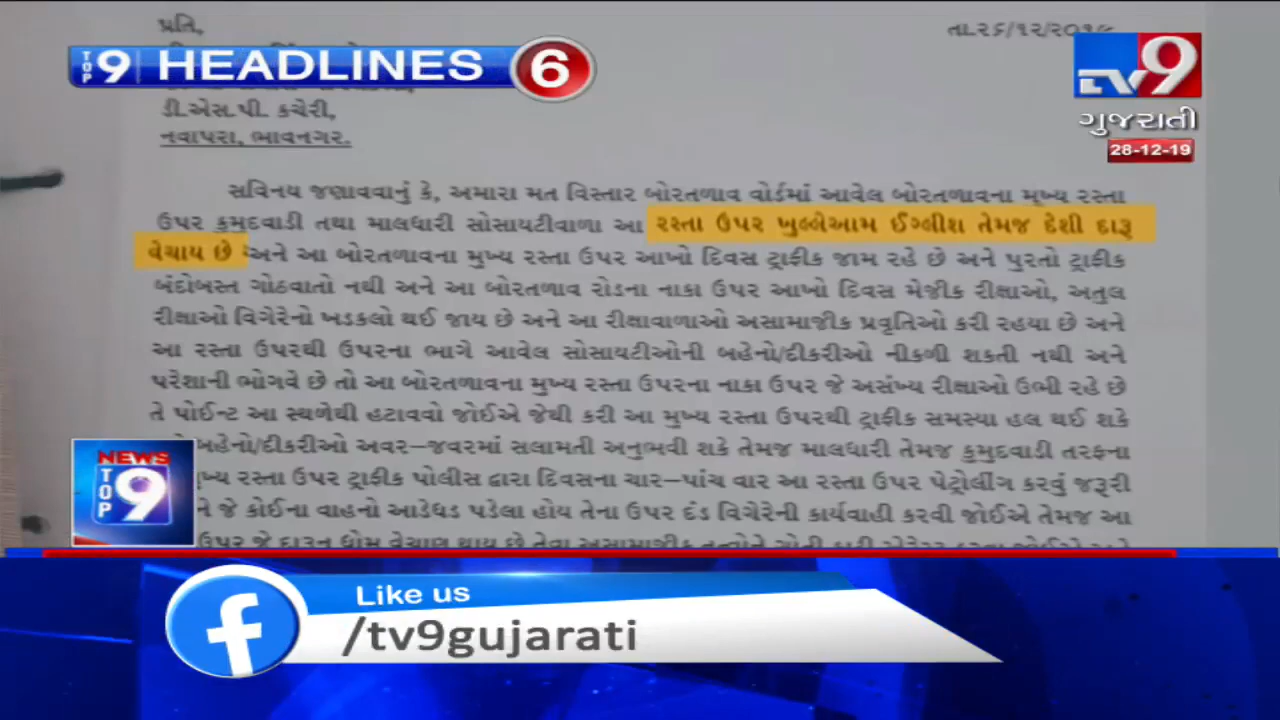 પ્રતિ,
તા.૨૬/૧૨/૨૦૧૯
TOP 9 HEADLINES 6
TV9
ગુજરાતી
28-12-19
ડી.એસ.પી. કચેરી,
નવાપરા, ભાવનગર.
સવિનય જણાવવાનું કે, અમારા મત વિસ્તાર બોરતળાવ વોર્ડમાં આવેલ બોરતળાવના મૂખ્ય રસ્તા
ઉપર કુમુદવાડી તથા માલધારી સોસાયટીવાળા આ રસ્તા ઉપર ખુલ્લેઆમ ઈંગ્લીશ તેમજ દેશી દારૂ
વેચાય છે અને આ બોરતળાવના મુખ્ય રસ્તા ઉપર આખો દિવસ ટ્રાફીક જામ રહે છે અને પુરતો ટ્રાફીક
બંદોબસ્ત ગોઠવાતો નથી અને આ બોરતળાવ રોડના નાકા ઉપર આખો દિવસ મેજીક રીક્ષાઓ, અતુલ
રીક્ષાઓ વિગેરેનો ખડકલો થઈ જાય છે અને આ રીક્ષાવાળાઓ અસામાજીક પ્રવૃતિઓ કરી રહયા છે અને
આ રસ્તા ઉપરથી ઉપરના ભાગે આવેલ સોસાયટીઓની બહેનો/દીકરીઓ નીકળી શકતી નથી અને
પરેશાની ભોગવે છે તો આ બોરતળાવના મુખ્ય રસ્તા ઉપરના નાકા ઉપર જે અસંખ્ય રીક્ષાઓ ઉભી રહે છે
તે પોઈન્ટ આ સ્થળેથી હટાવવો જોઈએ જેથી કરી આ મુખ્ય રસ્તા ઉપરથી ટ્રાફીક સમસ્યા હલ થઈ શકે
બહેનો/દીકરીઓ અવર–જવરમાં સલામતી અનુભવી શકે તેમજ માલધારી તેમજ કુમુદવાડી તરફના
રસ્તા ઉપર ટ્રાફીક પોલીસ દ્વારા દિવસના ચાર–પાંચ વાર આ રસ્તા ઉપર પેટ્રોલીંગ કરવું જરૂરી
જે કોઈના વાહનો આડેધડ પડેલા હોય તેના ઉપર દંડ વિગેરેની કાર્યવાહી કરવી જોઈએ તેમજ આ
ઉપર જે દારૂન ધોમ વેચાણ થાય છે તેવા અસામાજીક
NEWS
TOP 9
Like us
/tv9gujarati